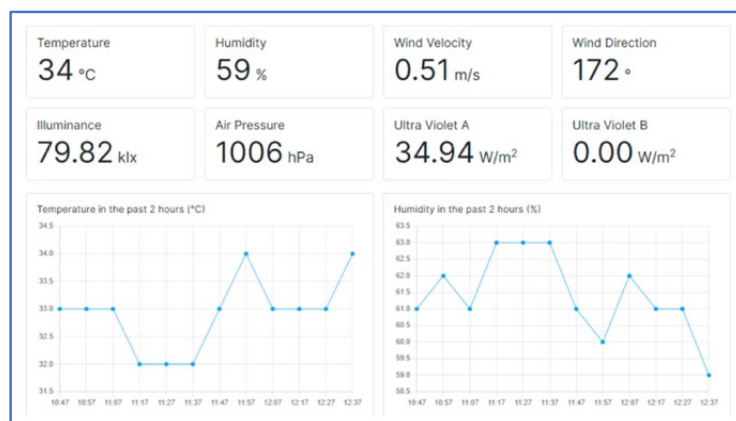 Temperature
34 °C
Humidity
59 %
Wind Velocity
0.51 m/s
Wind Direction
172 °
Illuminance
79.82 klx
Air Pressure
1006 hPa
Ultra Violet A
34.94 W/m²
Ultra Violet B
0.00 W/m²
Temperature in the past 2 hours (°C)
34.5
34.0
33.5
33.0
32.5
32.0
31.5
10:47 10:57 11:07 11:17 11:27 11:37 11:47 11:57 12:07 12:17 12:27 12:37
Humidity in the past 2 hours (%)
63.5
63.0
62.5
62.0
61.5
61.0
60.5
60.0
59.5
59.0
58.5
10:47 10:57 11:07 11:17 11:27 11:37 11:47 11:57 12:07 12:17 12:27 12:37